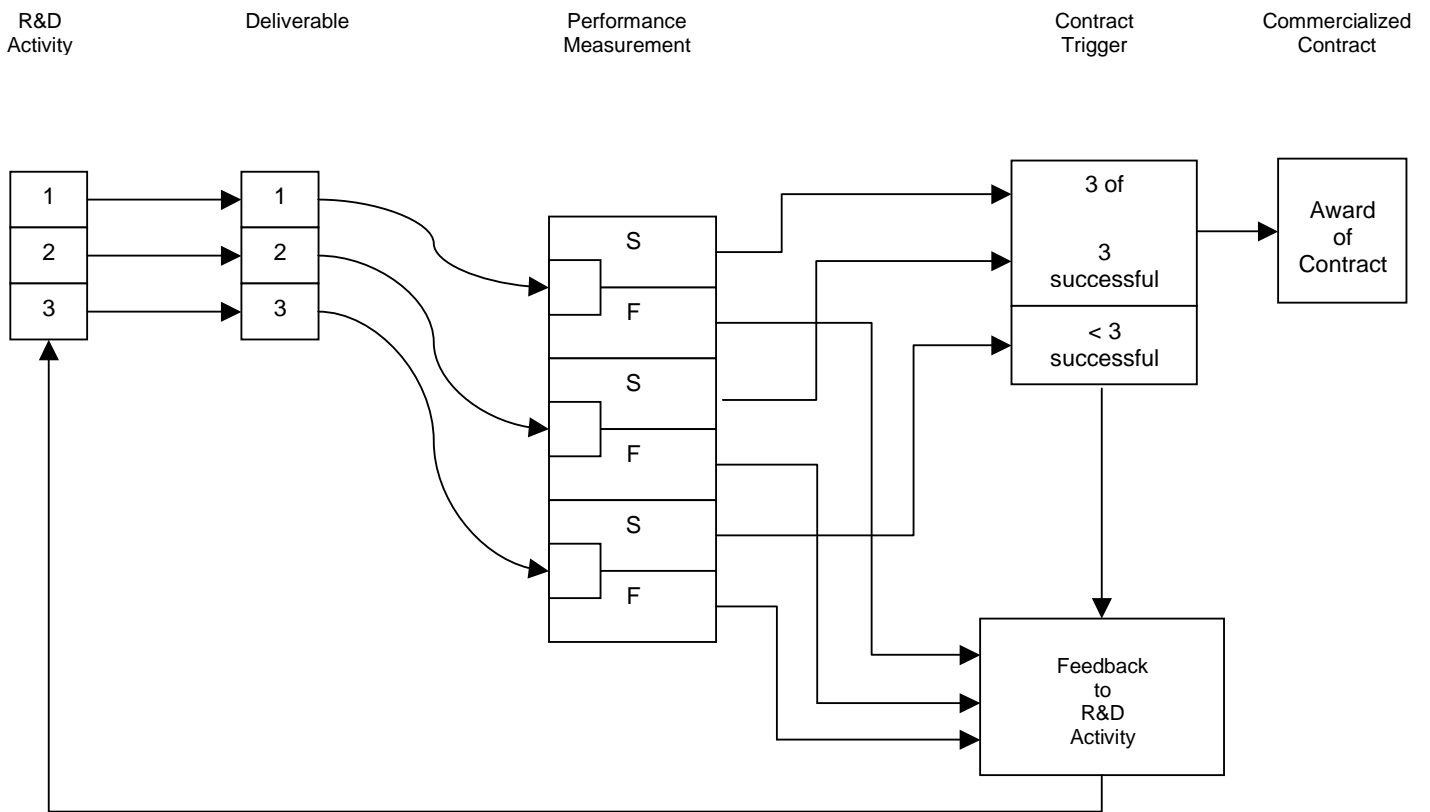 R&D
Activity
Deliverable
Performance
Measurement
Contract
Trigger
Commercialized
Contract
1
2
3
1
2
3
S
F
S
F
S
F
3 of
3
successful
< 3
successful
Award
of
Contract
Feedback
to
R&D
Activity